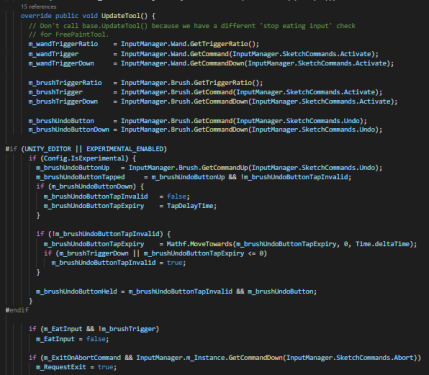 15 references
override public void UpdateTool() {
// Don't call base.UpdateTool() because we have a different 'stop eating input' check
// for FreePaintTool.
m_wandTriggerRatio = InputManager.Wand.GetTriggerRatio();
m_wandTrigger = InputManager.Wand.GetCommand(InputManager.SketchCommands.Activate);
m_wandTriggerDown = InputManager.Wand.GetCommandDown(InputManager.SketchCommands.Activate);
m_brushTriggerRatio = InputManager.Brush.GetTriggerRatio();
m_brushTrigger = InputManager.Brush.GetCommand(InputManager.SketchCommands.Activate);
m_brushTriggerDown = InputManager.Brush.GetCommandDown(InputManager.SketchCommands.Activate);
m_brushUndoButton = InputManager.Brush.GetCommand(InputManager.SketchCommands.Undo);
m_brushUndoButtonDown = InputManager.Brush.GetCommandDown(InputManager.SketchCommands.Undo);
#if (UNITY_EDITOR || EXPERIMENTAL_ENABLED)
if (Config.IsExperimental) {
m_brushUndoButtonUp = InputManager.Brush.GetCommandUp(InputManager.SketchCommands.Undo);
m_brushUndoButtonTapped = m_brushUndoButtonUp && !m_brushUndoButtonTapInvalid;
if (m_brushUndoButtonDown) {
m_brushUndoButtonTapInvalid = false;
m_brushUndoButtonTapExpiry = TapDelayTime;
}
if (!m_brushUndoButtonTapInvalid) {
m_brushUndoButtonTapExpiry = Mathf.MoveTowards(m_brushUndoButtonTapExpiry, 0, Time.deltaTime);
if (m_brushTriggerDown || m_brushUndoButtonTapExpiry <= 0)
m_brushUndoButtonTapInvalid = true;
}
m_brushUndoButtonHeld = m_brushUndoButtonTapInvalid && m_brushUndoButton;
}
#endif
if (m_EatInput && !m_brushTrigger)
m_EatInput = false;
if (m_ExitOnAbortCommand && InputManager.m_Instance.GetCommandDown(InputManager.SketchCommands.Abort))
m_RequestExit = true;